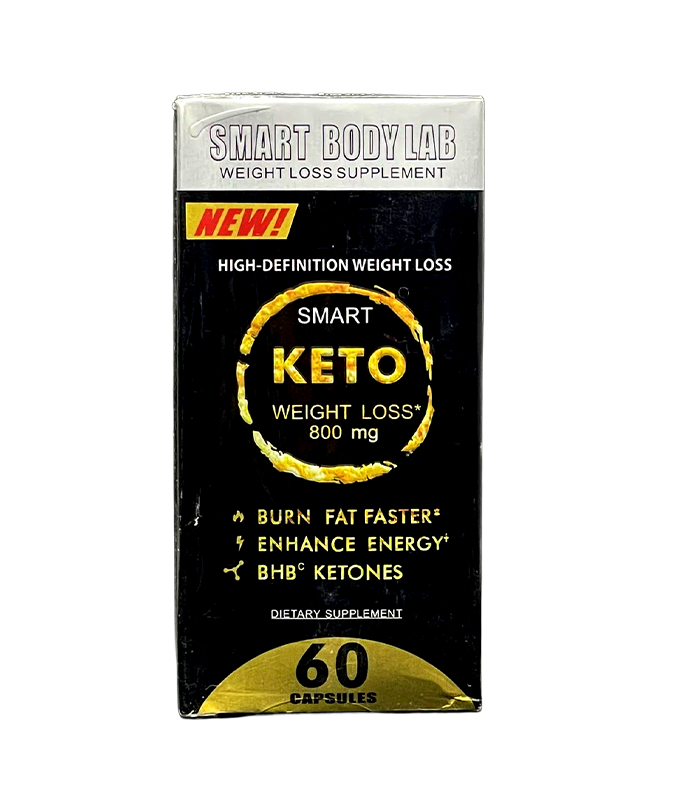 SMART BODY LAB
WEIGHT LOSS SUPPLEMENT
NEW!
HIGH-DEFINITION WEIGHT LOSS
SMART
KETO
WEIGHT LOSS*
800 mg
BURN FAT FASTER‡
ENHANCE ENERGY†
BHBᶜ KETONES
DIETARY SUPPLEMENT
60
CAPSULES